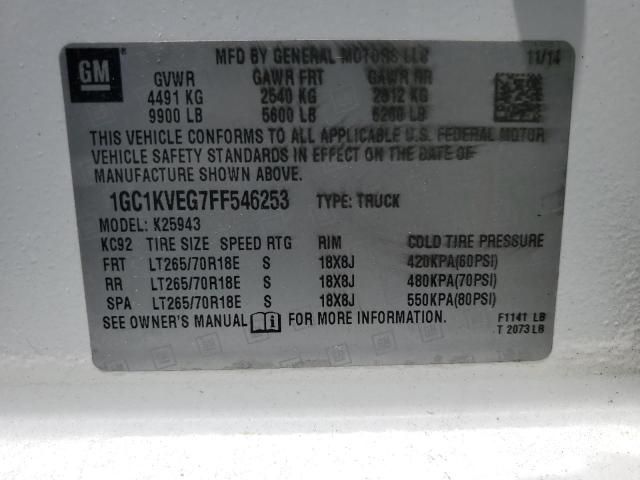 GM
MFD BY GENERAL MOTORS LLC 11/14
GVWR GAWR FRT GAWR RR
4491 KG 2540 KG 2812 KG
9900 LB 5600 LB 6200 LB
THIS VEHICLE CONFORMS TO ALL APPLICABLE U.S. FEDERAL MOTOR
VEHICLE SAFETY STANDARDS IN EFFECT ON THE DATE OF
MANUFACTURE SHOWN ABOVE.
1GC1KVEG7FF546253 TYPE: TRUCK
MODEL: K25943
KC92 TIRE SIZE SPEED RTG RIM COLD TIRE PRESSURE
FRT LT265/70R18E S 18X8J 420KPA(60PSI)
RR LT265/70R18E S 18X8J 480KPA(70PSI)
SPA LT265/70R18E S 18X8J 550KPA(80PSI)
SEE OWNER'S MANUAL FOR MORE INFORMATION. F1141 LB
T 2073 LB